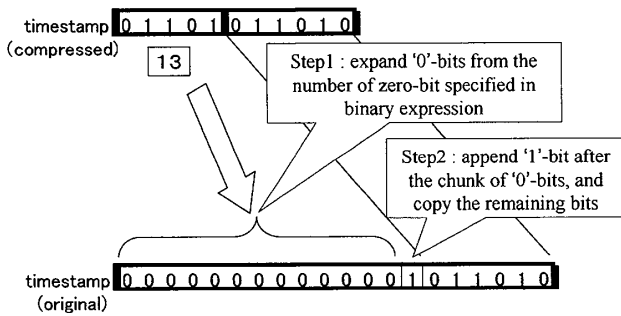 timestamp
(compressed)
0 1 1 0 1 0 1 1 0 1 0
13
Step1 : expand ‘0’-bits from the
number of zero-bit specified in
binary expression
Step2 : append ‘1’-bit after
the chunk of ‘0’-bits, and
copy the remaining bits
timestamp
(original)
0 0 0 0 0 0 0 0 0 0 0 0 0 1 0 1 1 0 1 0